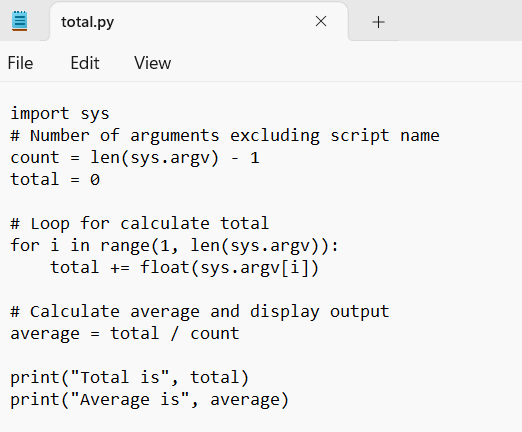 total.py
File Edit View
import sys
# Number of arguments excluding script name
count = len(sys.argv) - 1
total = 0
# Loop for calculate total
for i in range(1, len(sys.argv)):
    total += float(sys.argv[i])
# Calculate average and display output
average = total / count
print("Total is", total)
print("Average is", average)